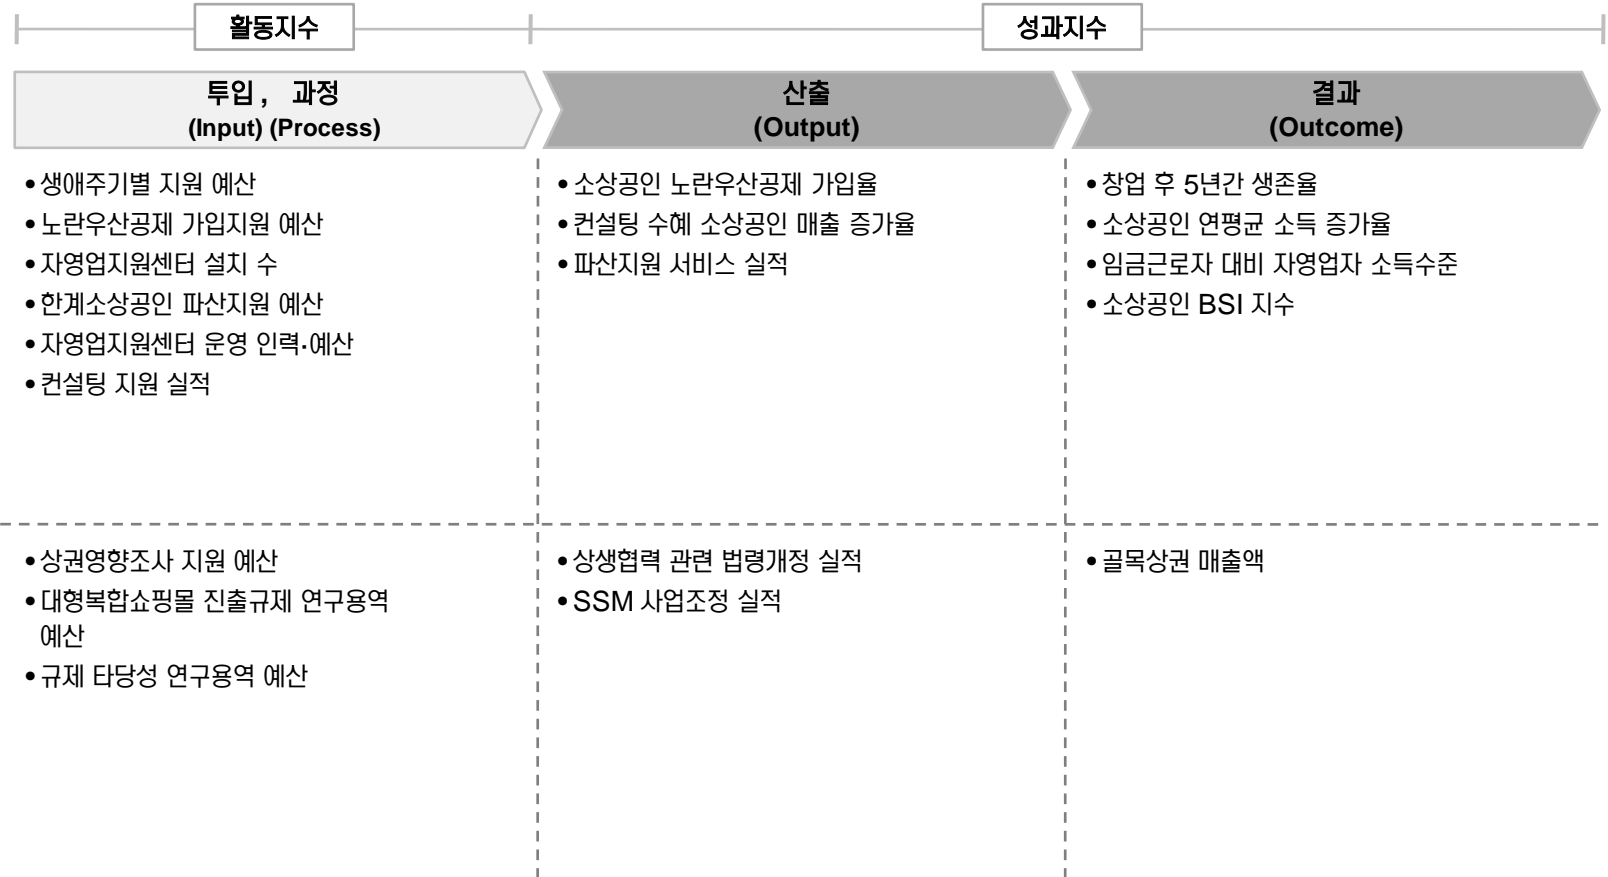 활동지수
성과지수
투입 , 과정
(Input) (Process)
산출
(Output)
결과
(Outcome)
•생애주기별 지원 예산
•노란우산공제 가입지원 예산
•자영업지원센터 설치 수
•한계소상공인 파산지원 예산
•자영업지원센터 운영 인력·예산
•컨설팅 지원 실적
•소상공인 노란우산공제 가입율
•컨설팅 수혜 소상공인 매출 증가율
•파산지원 서비스 실적
•창업 후 5년간 생존율
•소상공인 연평균 소득 증가율
•임금근로자 대비 자영업자 소득수준
•소상공인 BSI 지수
•상권영향조사 지원 예산
•대형복합쇼핑몰 진출규제 연구용역
예산
•규제 타당성 연구용역 예산
•상생협력 관련 법령개정 실적
•SSM 사업조정 실적
•골목상권 매출액